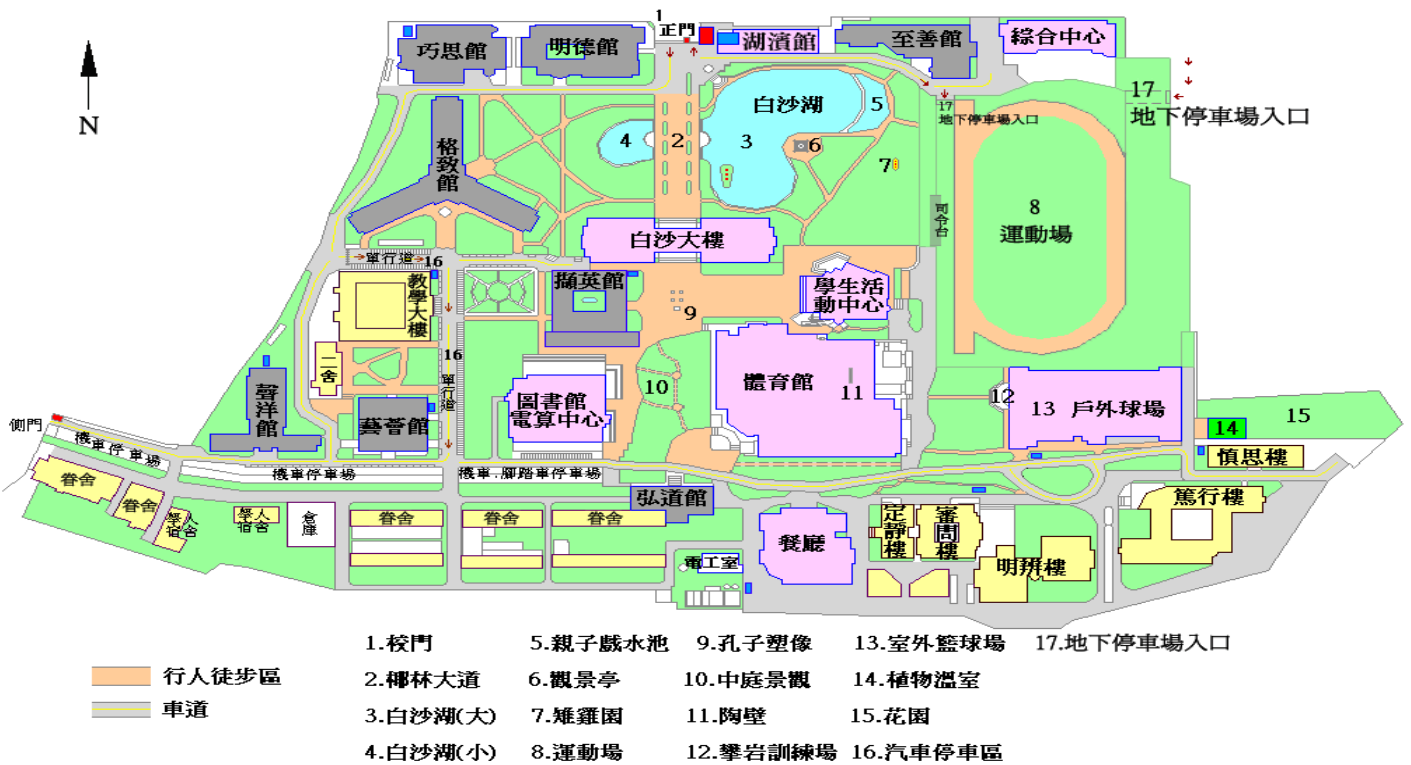 1
正門
巧思館
明德館
湖濱館
至善館
綜合中心
N
白沙湖
5
17
地下停車場入口
17
地下停車場入口
4
2
3
6
7
格致館
司令台
8
運動場
白沙大樓
單行道
16
教學大樓
擷英館
9
學生活
動中心
16
單行道
二舍
10
體育館
11
12
13 戶外球場
15
14
聲洋館
藝薈館
圖書館
電算中心
側門
機車停車場
機車停車場
機車.腳踏車停車場
慎思樓
眷舍
眷舍
學人
宿舍
學人
宿舍
倉庫
眷舍
眷舍
眷舍
弘道館
餐廳
定靜樓
審問樓
明辨樓
篤行樓
電工室
行人徒步區
車道
1.校門
2.椰林大道
3.白沙湖(大)
4.白沙湖(小)
5.親子戲水池
6.觀景亭
7.雉雞園
8.運動場
9.孔子塑像
10.中庭景觀
11.陶壁
12.攀岩訓練場
13.室外籃球場
14.植物溫室
15.花園
16.汽車停車區
17.地下停車場入口